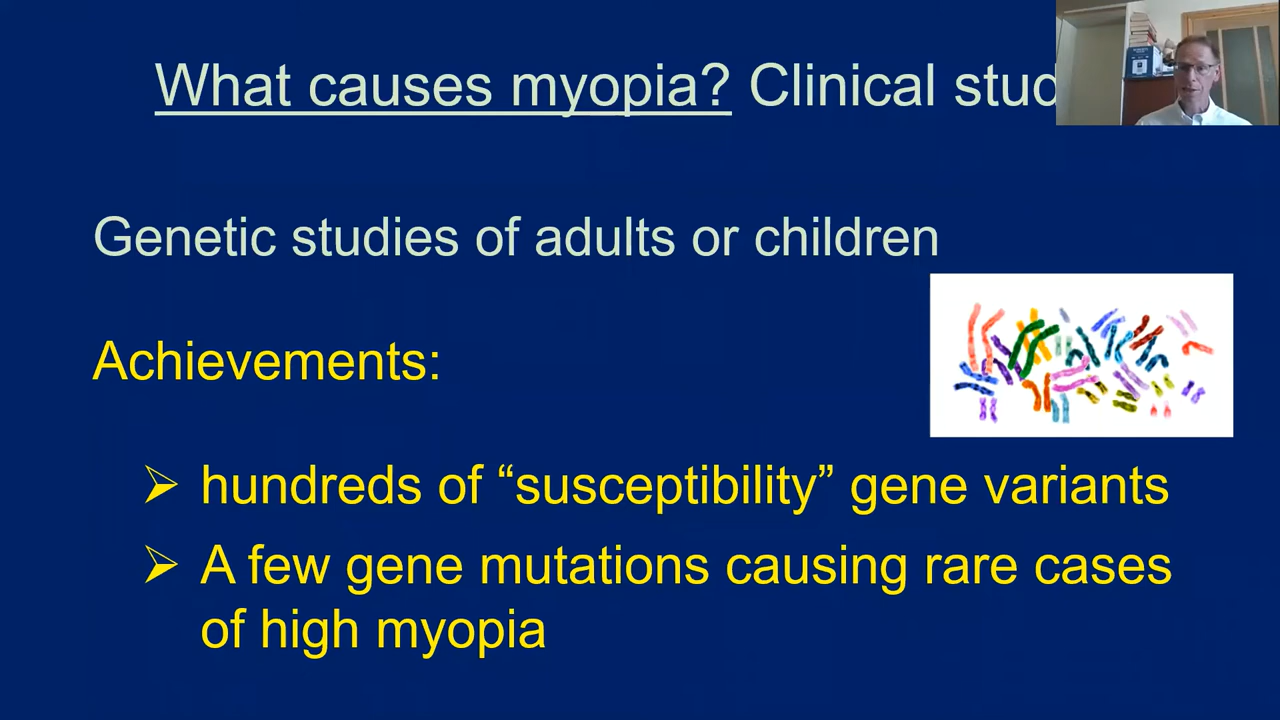 What causes myopia? Clinical stud
Genetic studies of adults or children
Achievements:
➢ hundreds of “susceptibility” gene variants
➢ A few gene mutations causing rare cases
of high myopia